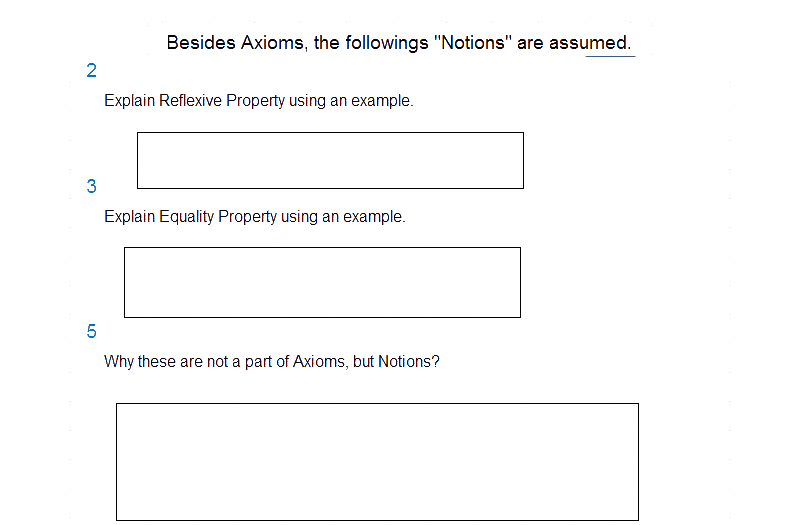 Besides Axioms, the followings "Notions" are assumed.
2
Explain Reflexive Property using an example.
3
Explain Equality Property using an example.
5
Why these are not a part of Axioms, but Notions?